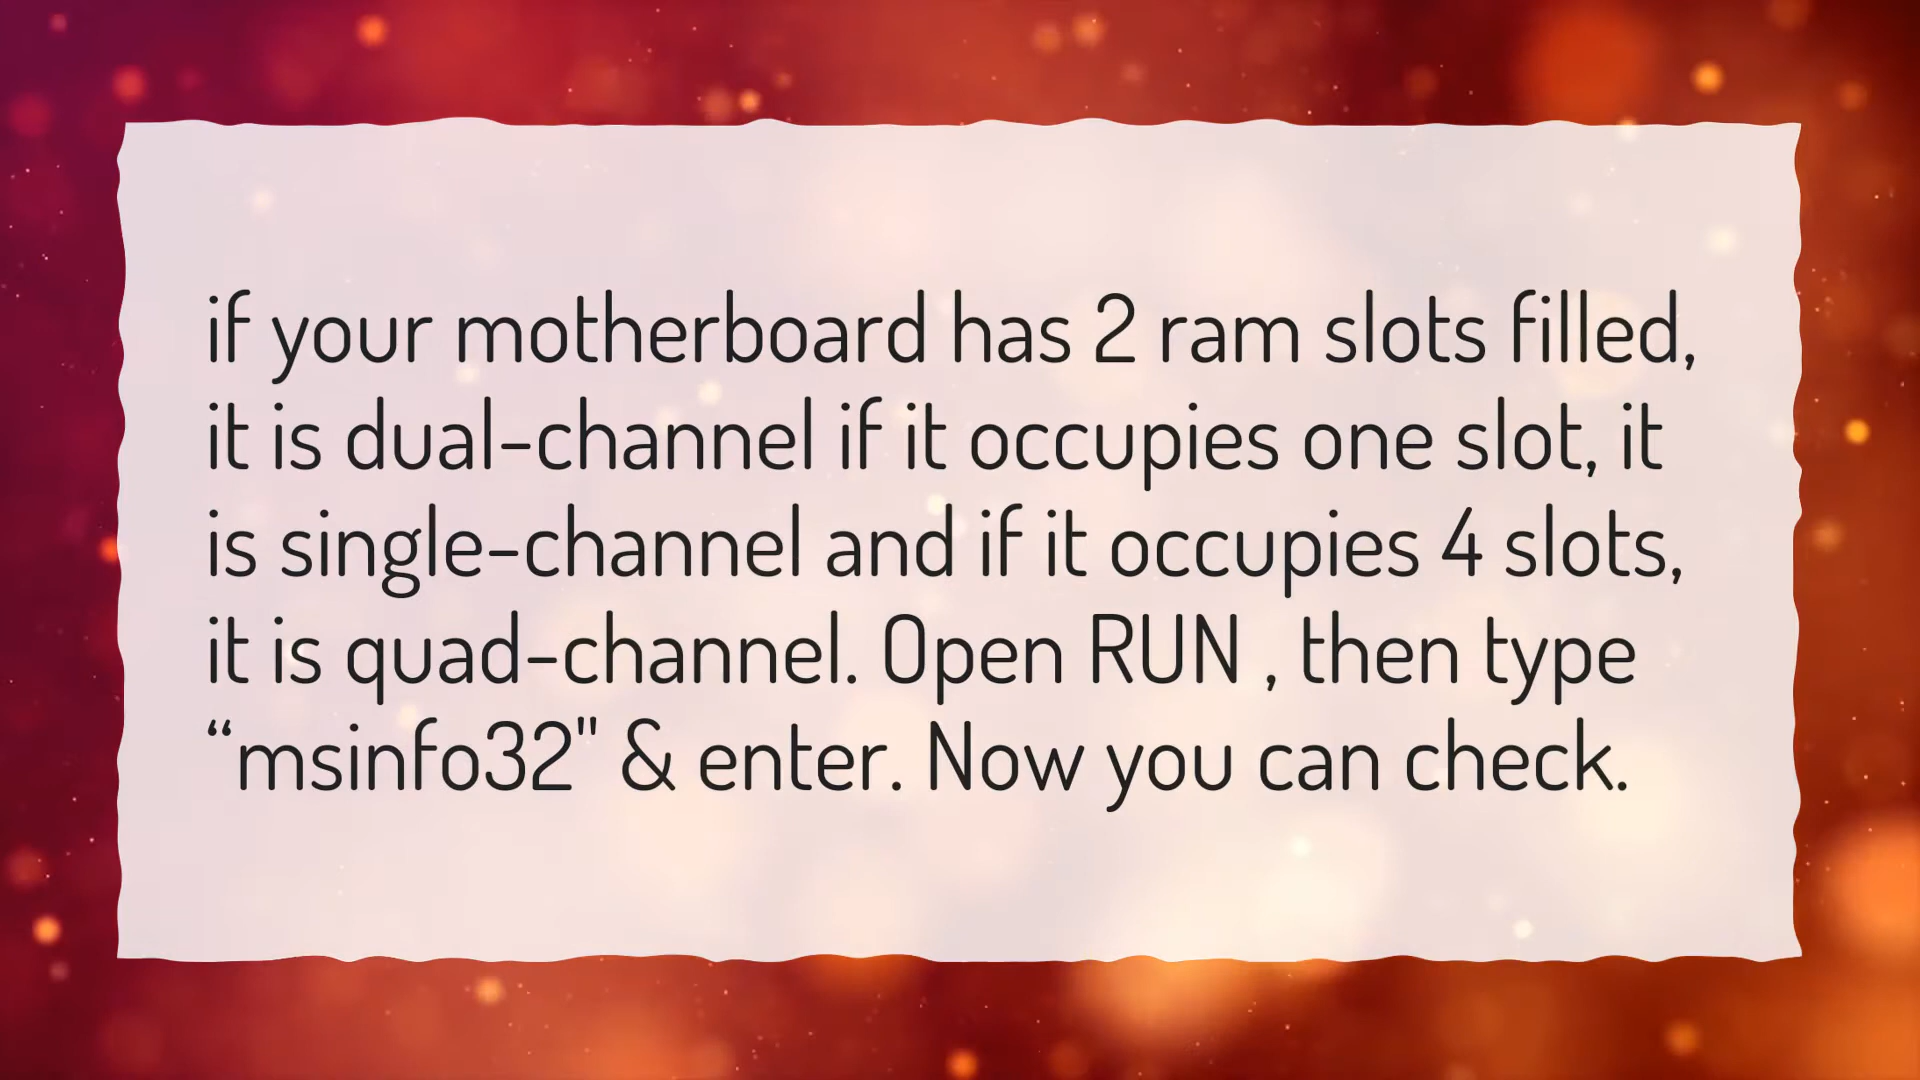 if your motherboard has 2 ram slots filled,
it is dual-channel if it occupies one slot, it
is single-channel and if it occupies 4 slots,
it is quad-channel. Open RUN , then type
“msinfo32" & enter. Now you can check.